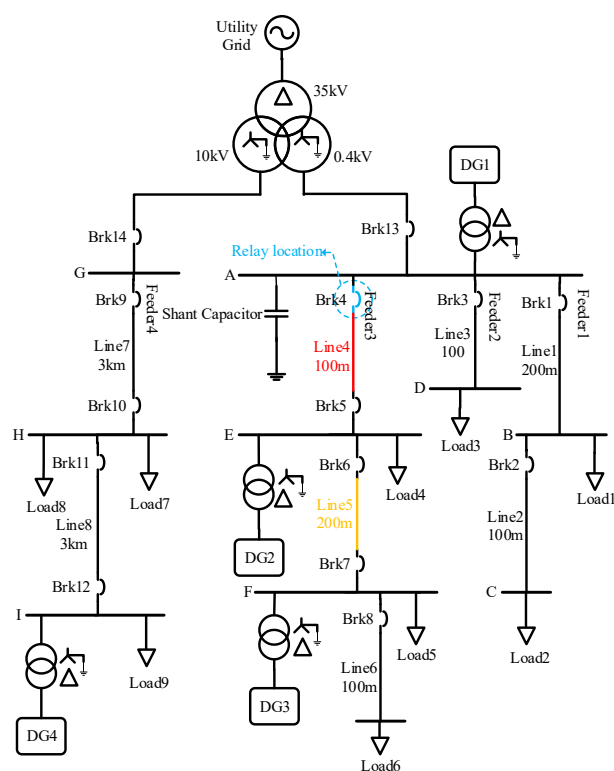 Utility
Grid
35kV
10kV
0.4kV
DG1
Brk14
Brk13
Relay location
G
A
Brk9
Feeder4
Shant Capacitor
Brk4
Feeder3
Brk3
Feeder2
Brk1
Feeder1
Line7
3km
Line4
100m
Line3
100
Line1
200m
Brk10
Brk5
D
Load3
H
E
B
Brk11
Load8
Load7
Brk6
Load4
Brk2
Load1
Line8
3km
DG2
Line5
200m
Line2
100m
Brk12
Brk7
I
F
C
Brk8
Load5
Load2
Load9
Line6
100m
DG4
DG3
Load6